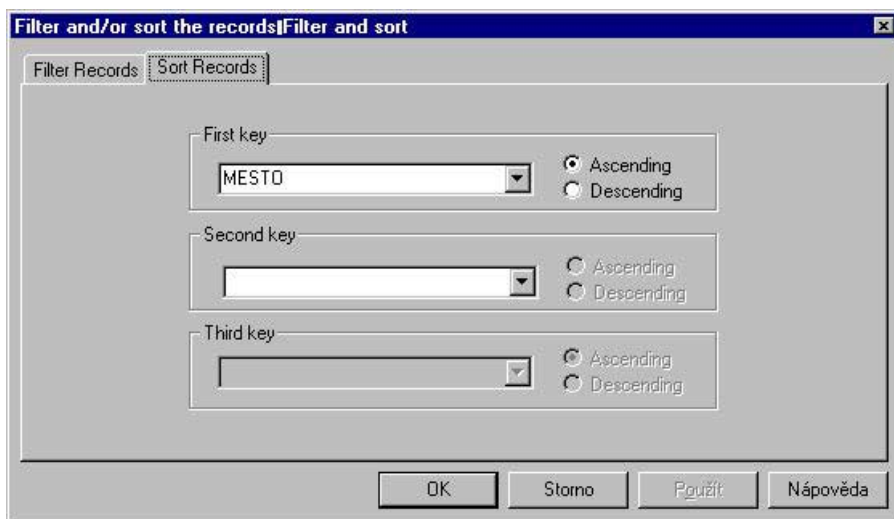 Filter and/or sort the records|Filter and sort
Filter Records
Sort Records
First key
MESTO
Ascending
Descending
Second key
Ascending
Descending
Third key
Ascending
Descending
OK
Storno
Použít
Nápověda